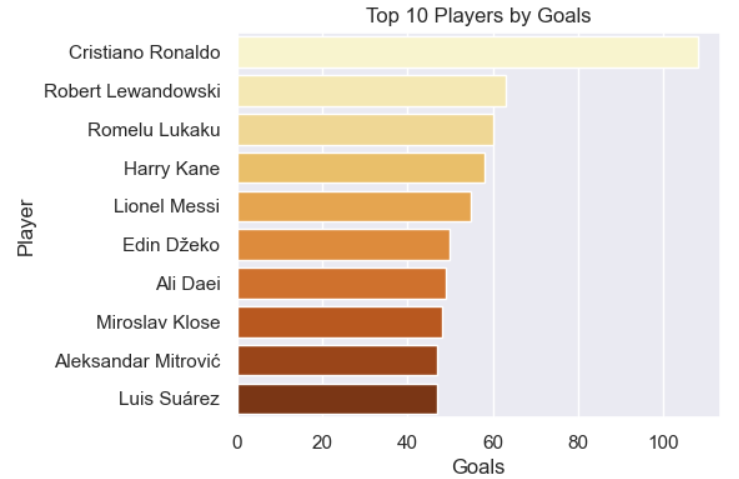 Top 10 Players by Goals
Cristiano Ronaldo
Robert Lewandowski
Romelu Lukaku
Harry Kane
Lionel Messi
Edin Džeko
Ali Daei
Miroslav Klose
Aleksandar Mitrović
Luis Suárez
Player
0 20 40 60 80 100
Goals